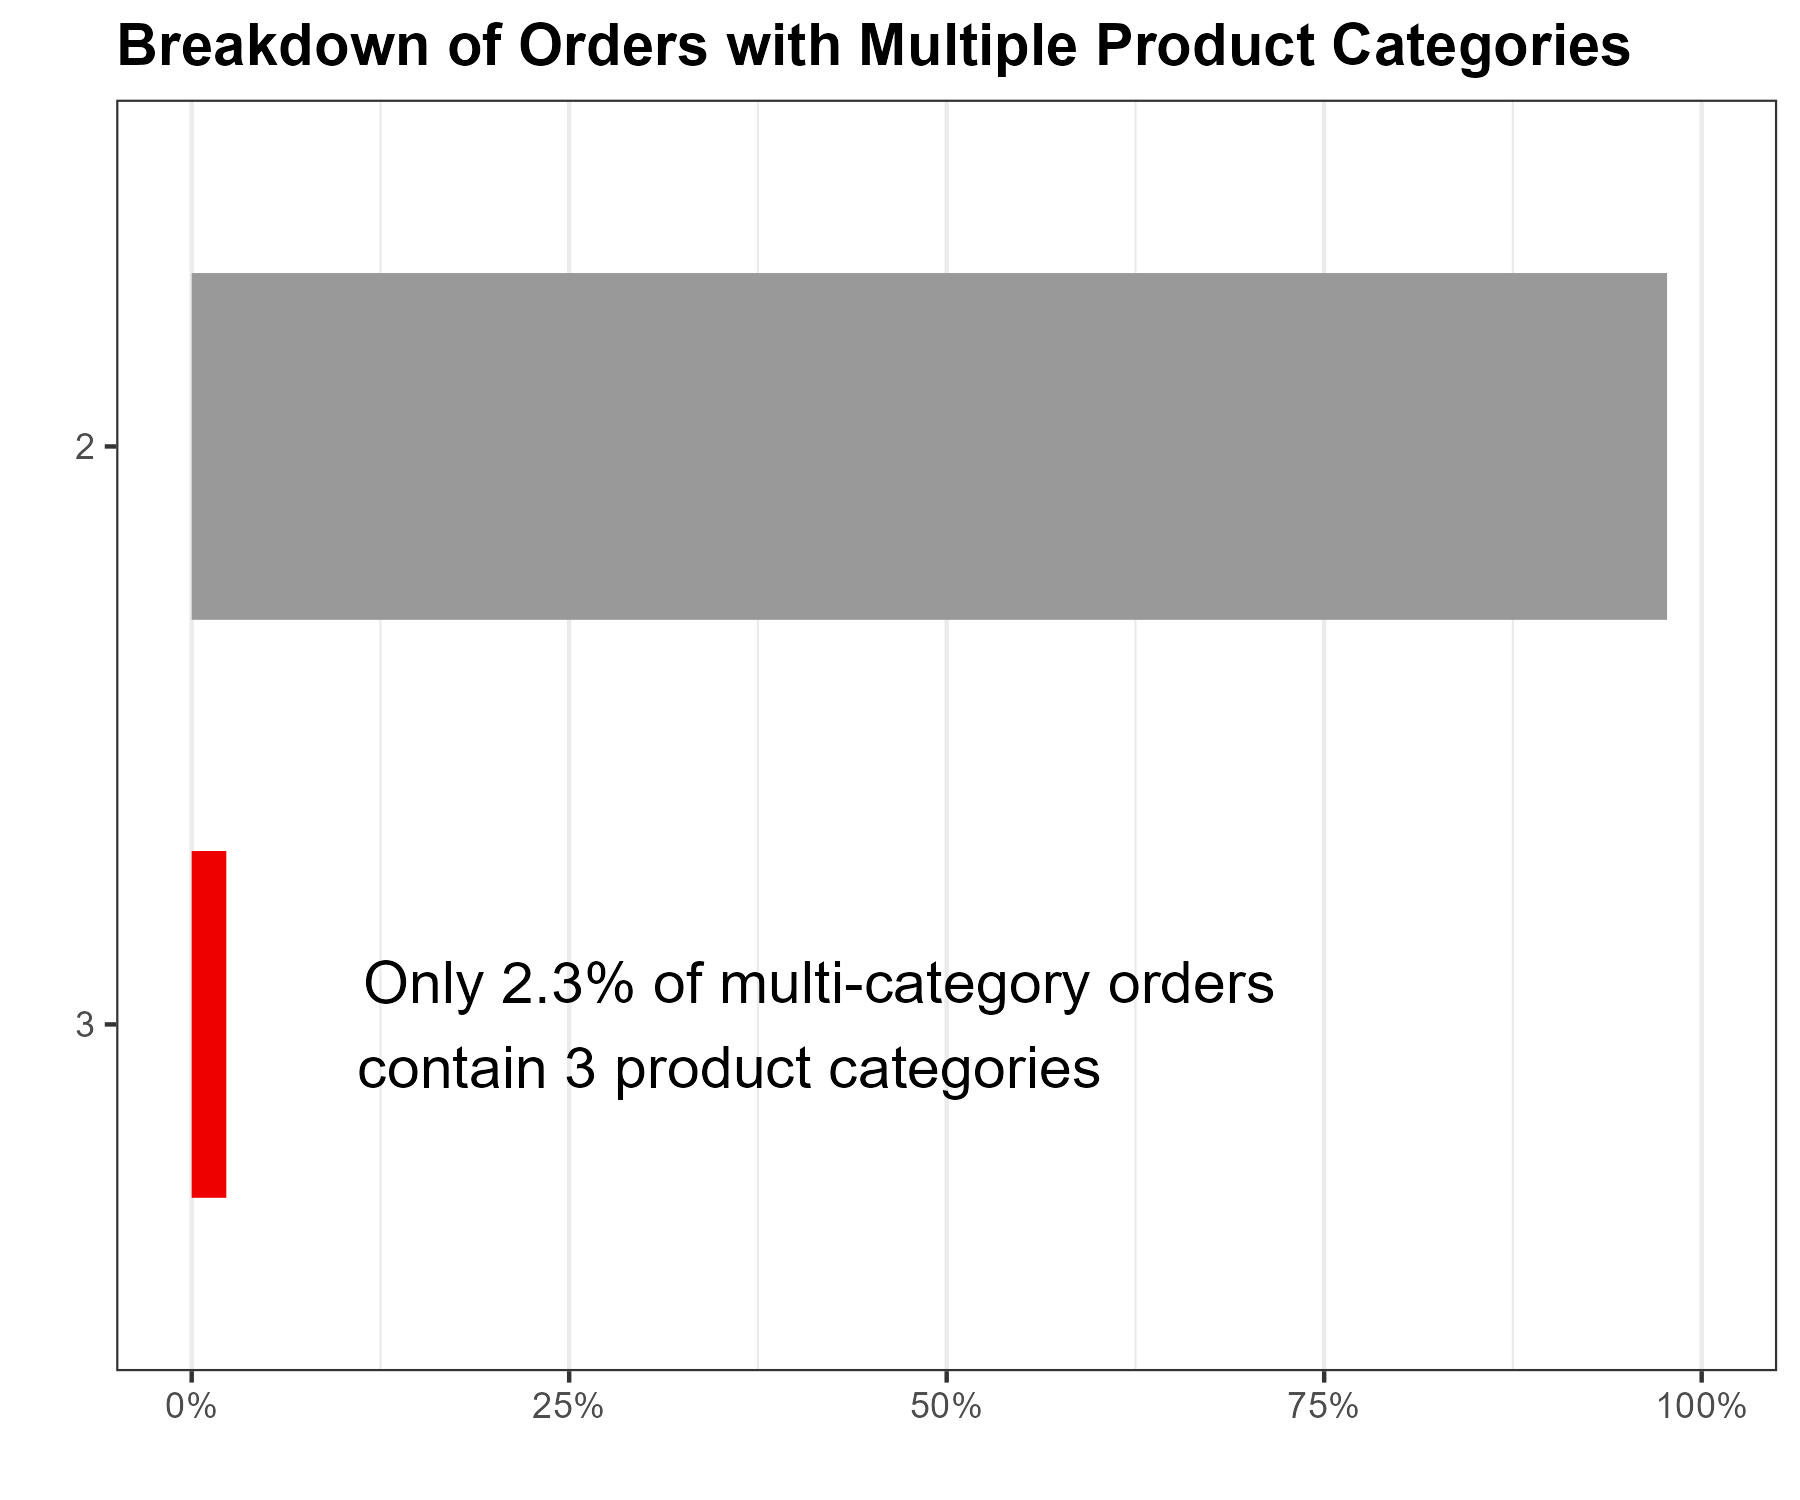 Breakdown of Orders with Multiple Product Categories
2
3
Only 2.3% of multi-category orders
contain 3 product categories
0% 25% 50% 75% 100%